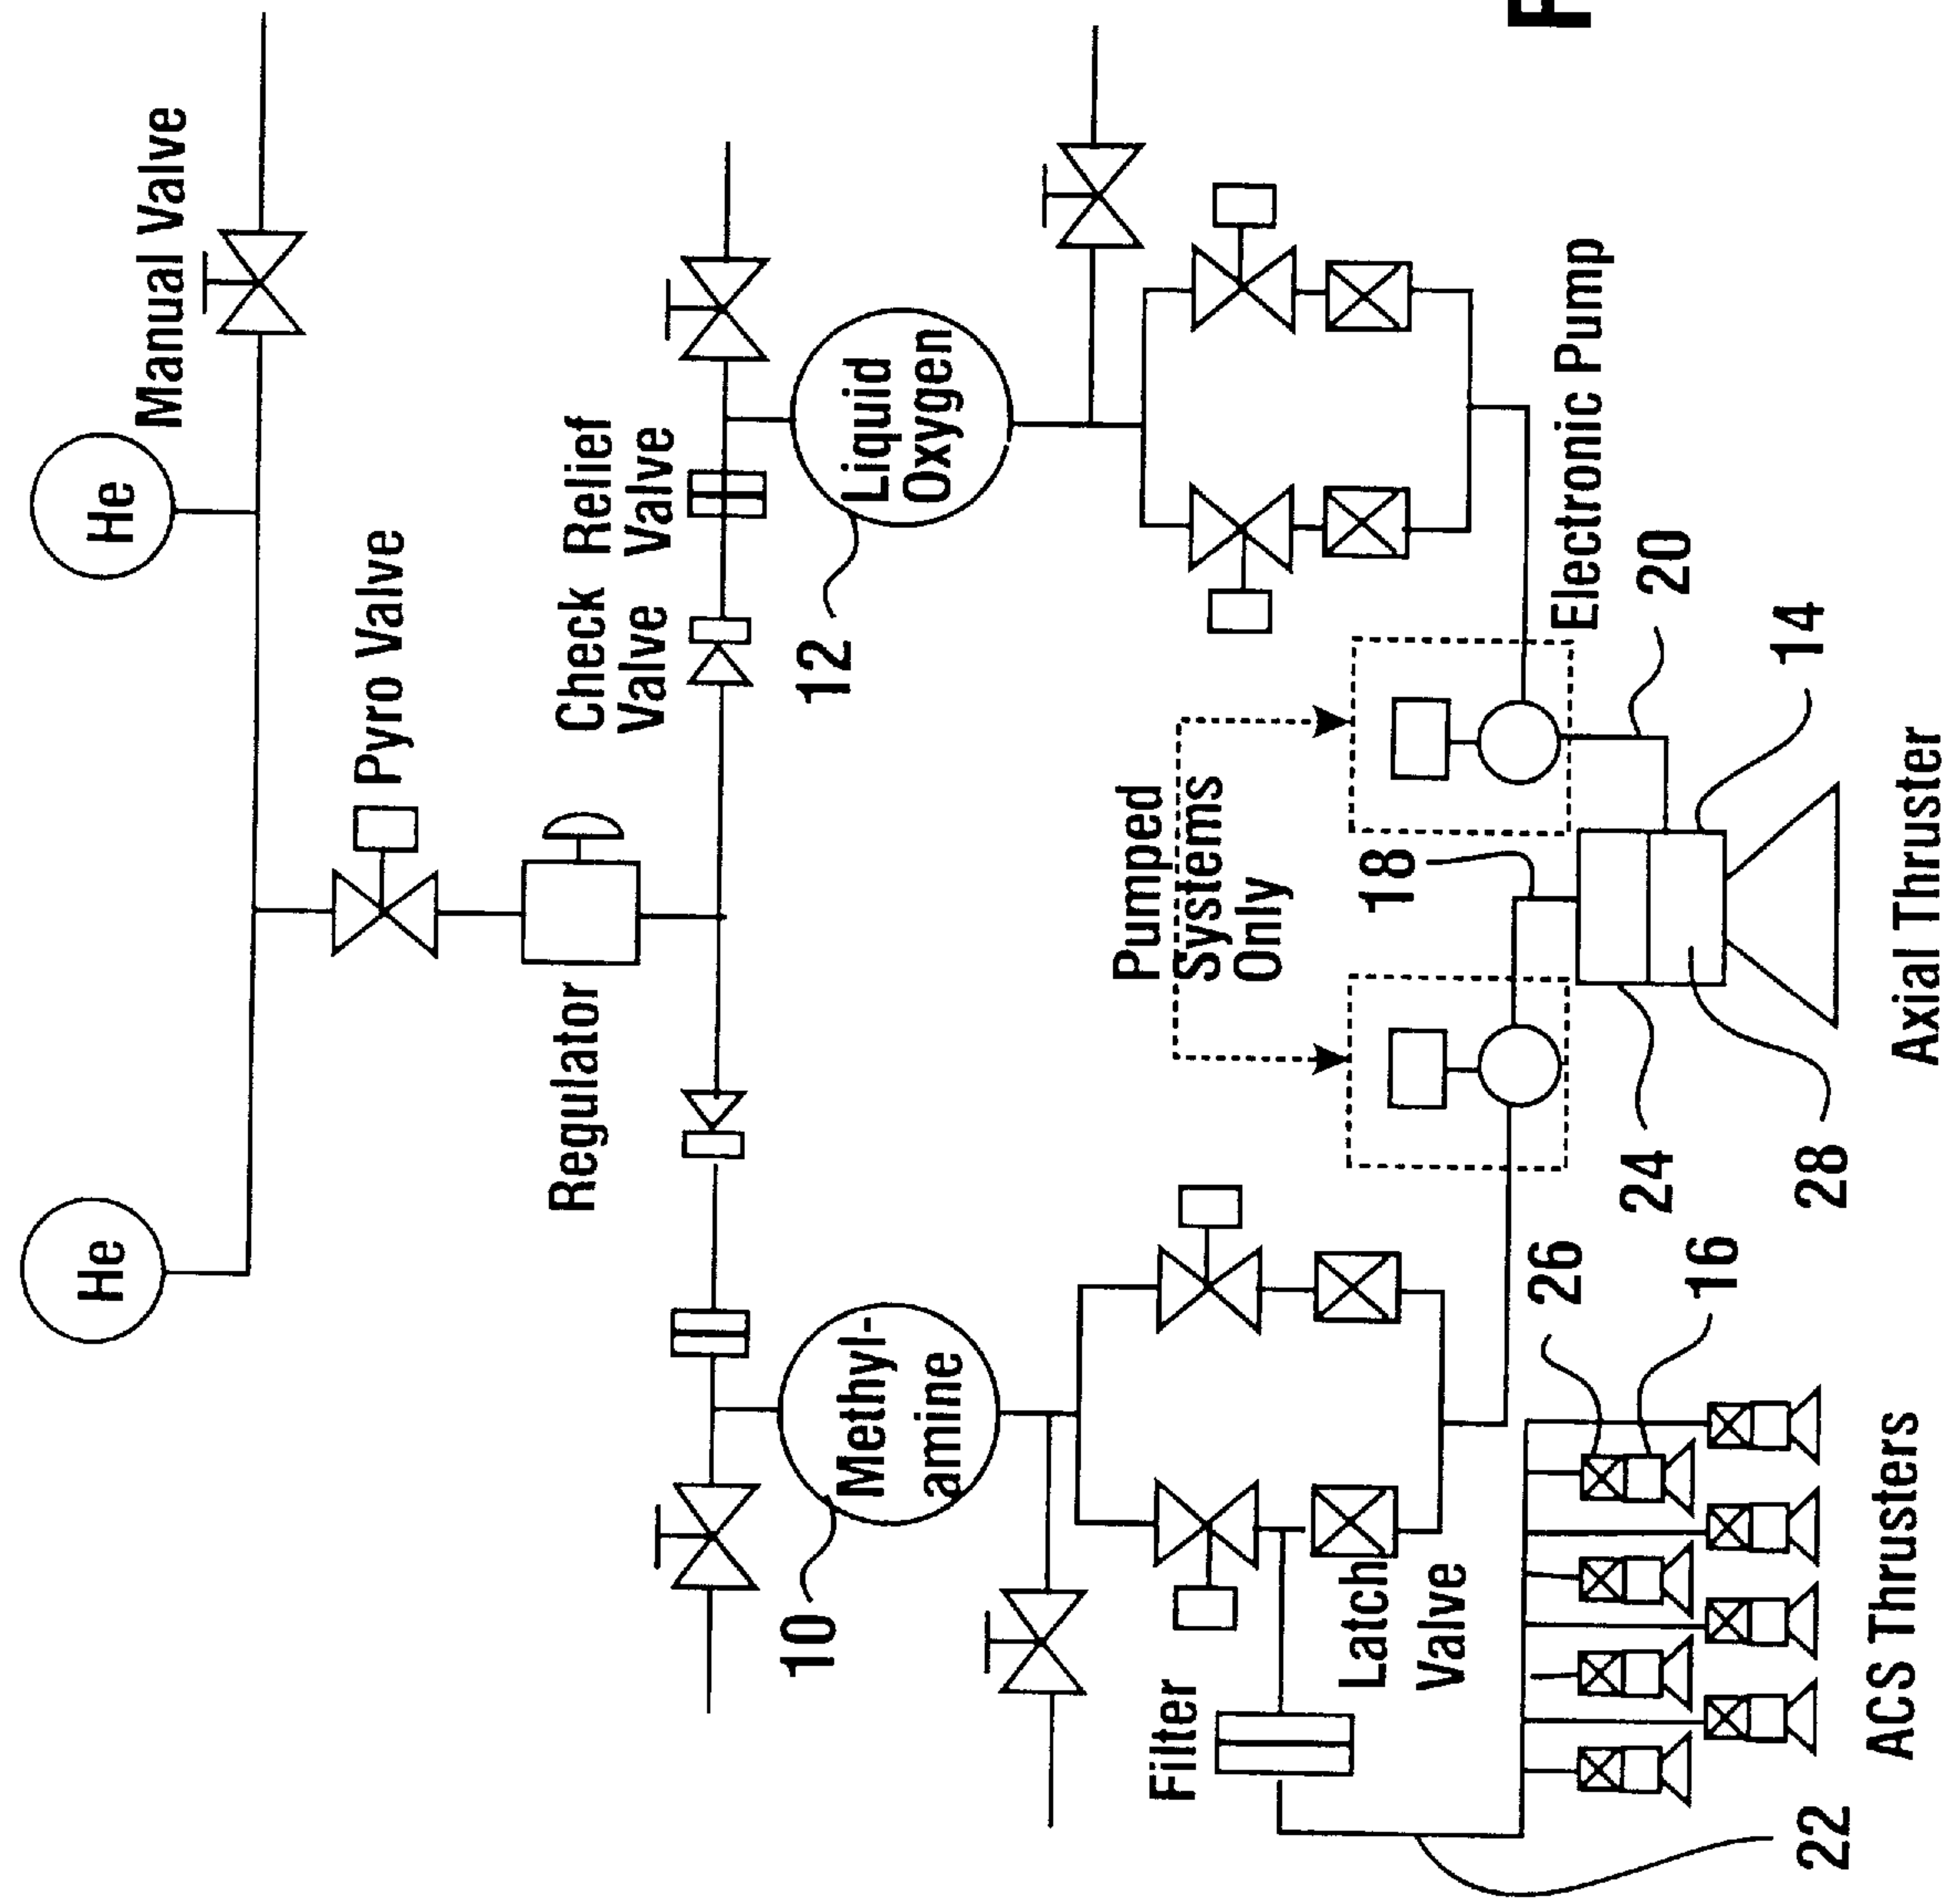 He
He
Manual Valve
Pyro Valve
Regulator
Check
Valve
Relief
Valve
Methyl-
amine
10
Liquid
Oxygen
12
Filter
Latch
Valve
Pumped
Systems
Only
Electronic Pump
18
20
14
24
28
26
16
22
ACS Thrusters
Axial Thruster